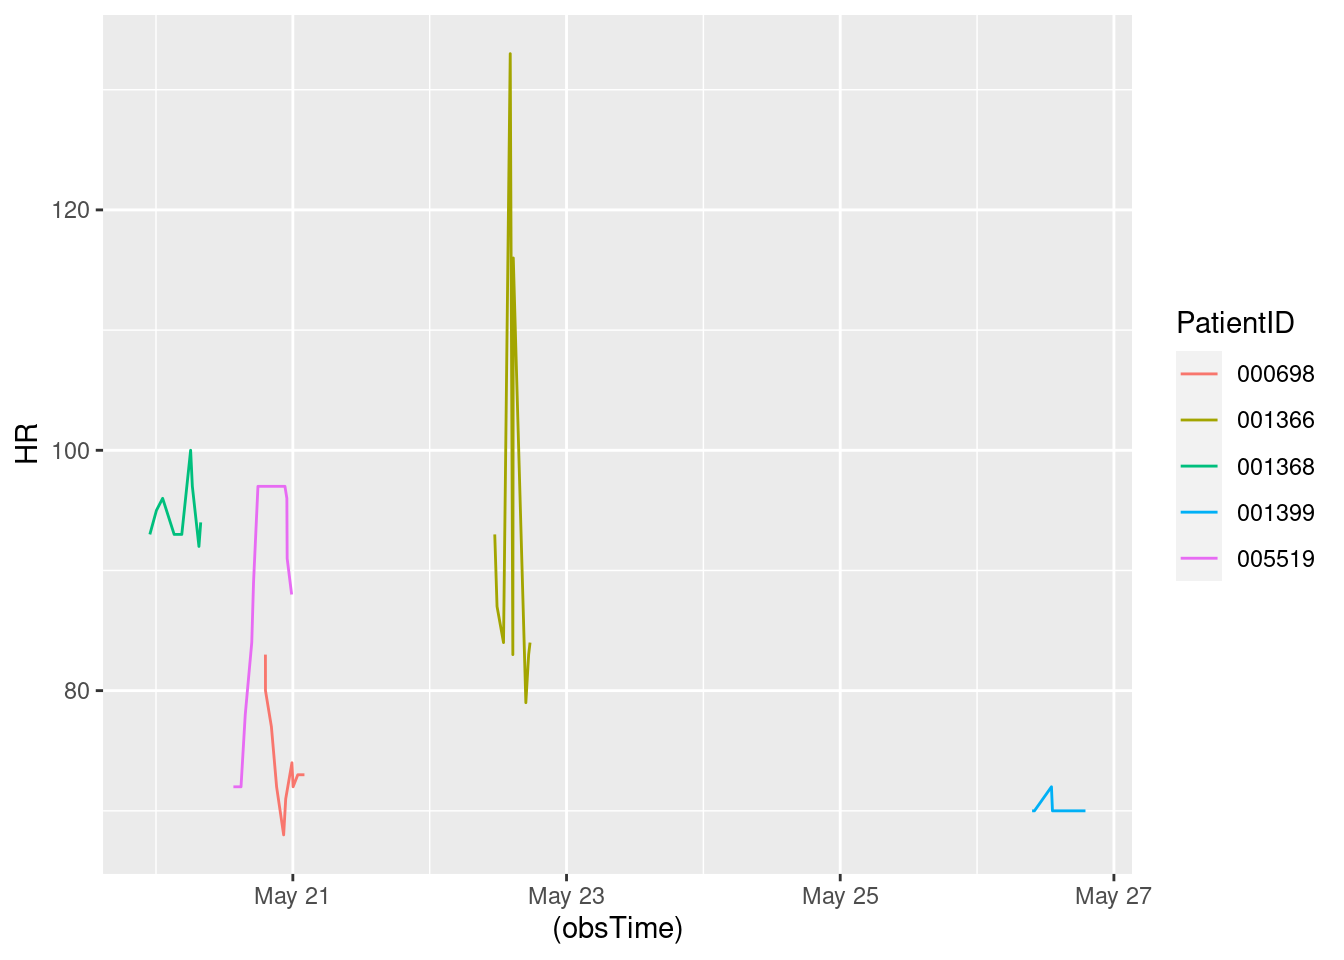 HR
120
100
80
May 21
May 23
May 25
May 27
(obsTime)
PatientID
000698
001366
001368
001399
005519